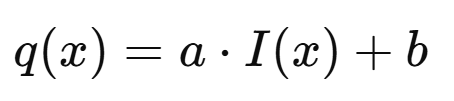 q(x) = a · I(x) + b